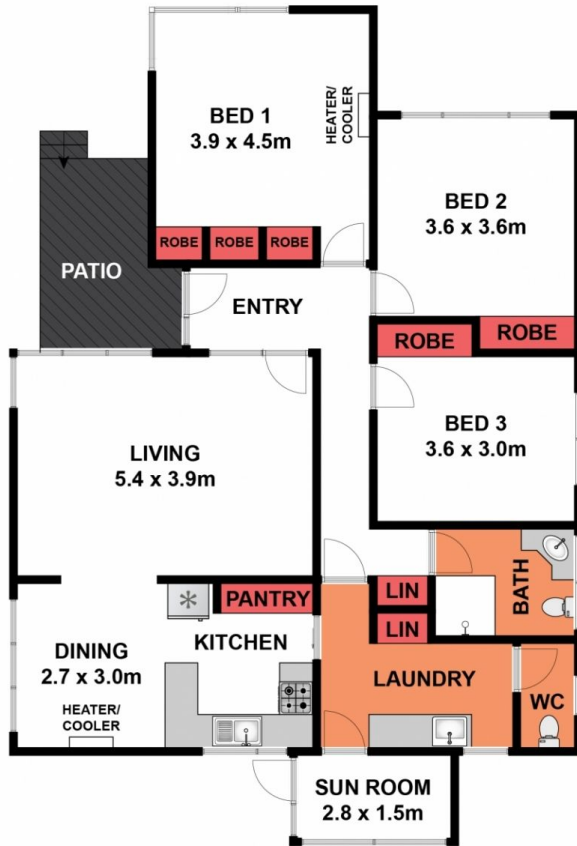 BED 1
3.9 x 4.5m
HEATER/
COOLER
BED 2
3.6 x 3.6m
ROBE
ROBE
ROBE
PATIO
ENTRY
ROBE
ROBE
BED 3
3.6 x 3.0m
LIVING
5.4 x 3.9m
BATH
LIN
LIN
PANTRY
KITCHEN
DINING
2.7 x 3.0m
HEATER/
COOLER
LAUNDRY
WC
SUN ROOM
2.8 x 1.5m